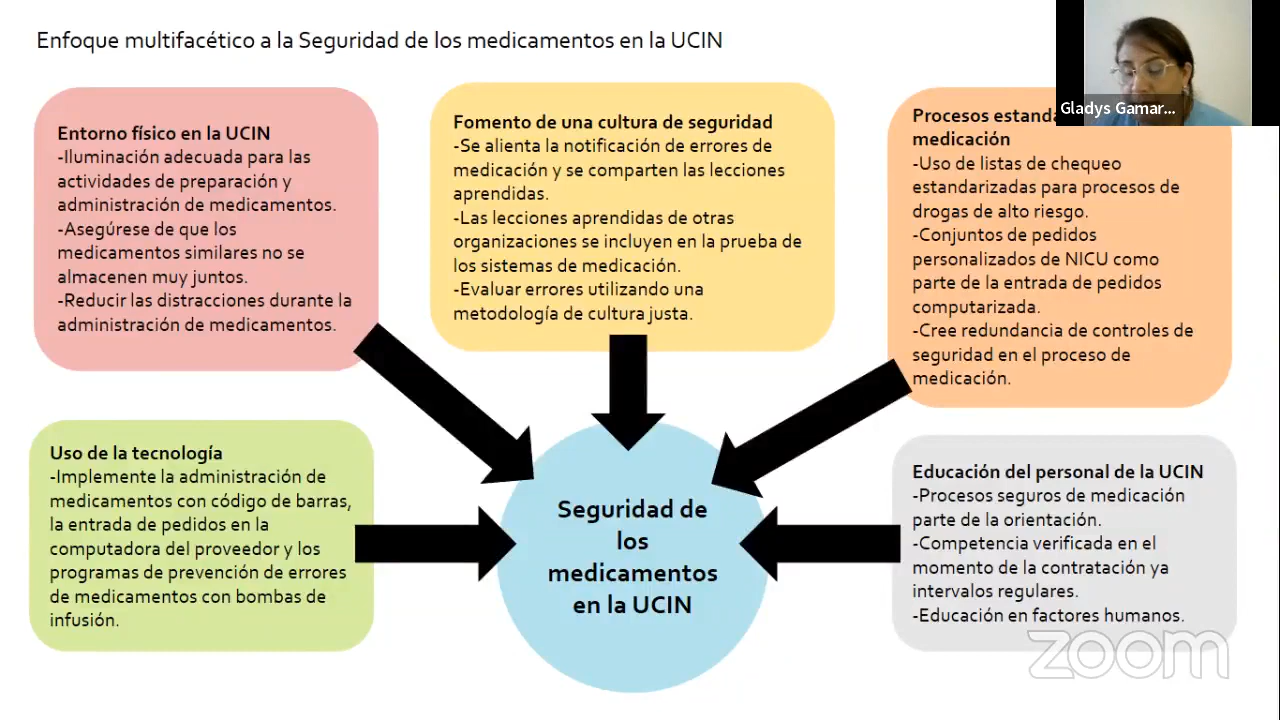 Enfoque multifacético a la Seguridad de los medicamentos en la UCIN
Gladys Gamar...
Entorno físico en la UCIN
-Iluminación adecuada para las
actividades de preparación y
administración de medicamentos.
-Asegúrese de que los
medicamentos similares no se
almacenen muy juntos.
-Reducir las distracciones durante la
administración de medicamentos.
Fomento de una cultura de seguridad
-Se alienta la notificación de errores de
medicación y se comparten las lecciones
aprendidas.
-Las lecciones aprendidas de otras
organizaciones se incluyen en la prueba de
los sistemas de medicación.
-Evaluar errores utilizando una
metodología de cultura justa.
Procesos
medicación
-Uso de listas de chequeo
estandarizadas para procesos de
drogas de alto riesgo.
-Conjuntos de pedidos
personalizados de NICU como
parte de la entrada de pedidos
computarizada.
-Cree redundancia de controles de
seguridad en el proceso de
medicación.
Uso de la tecnología
-Implemente la administración de
medicamentos con código de barras,
la entrada de pedidos en la
computadora del proveedor y los
programas de prevención de errores
de medicamentos con bombas de
infusión.
Seguridad de
los
medicamentos
en la UCIN
Educación del personal de la UCIN
-Procesos seguros de medicación
parte de la orientación.
-Competencia verificada en el
momento de la contratación ya
intervalos regulares.
-Educación en factores humanos.
zoom